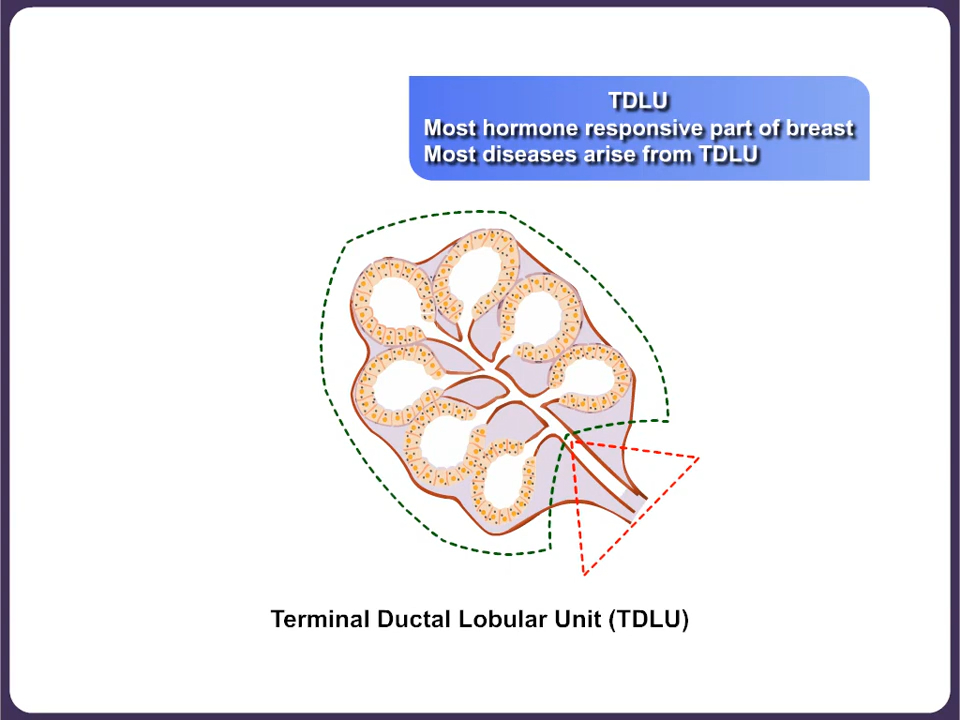 TDLU
Most hormone responsive part of breast
Most diseases arise from TDLU
Terminal Ductal Lobular Unit (TDLU)